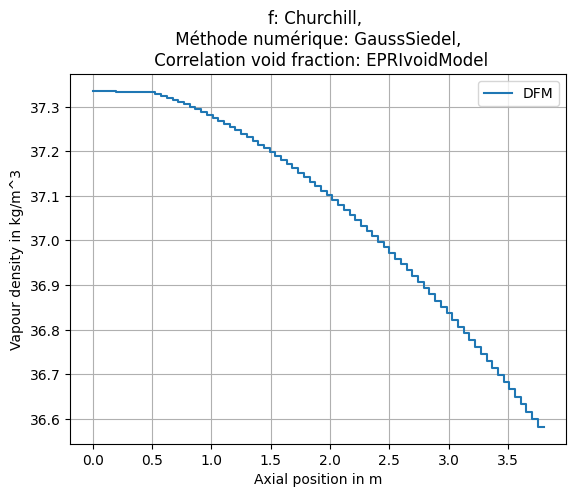 f: Churchill,
Méthode numérique: GaussSiedel,
Correlation void fraction: EPRIvoidModel
DFM
Vapour density in kg/m^3
37.3
37.2
37.1
37.0
36.9
36.8
36.7
36.6
0.0 0.5 1.0 1.5 2.0 2.5 3.0 3.5
Axial position in m